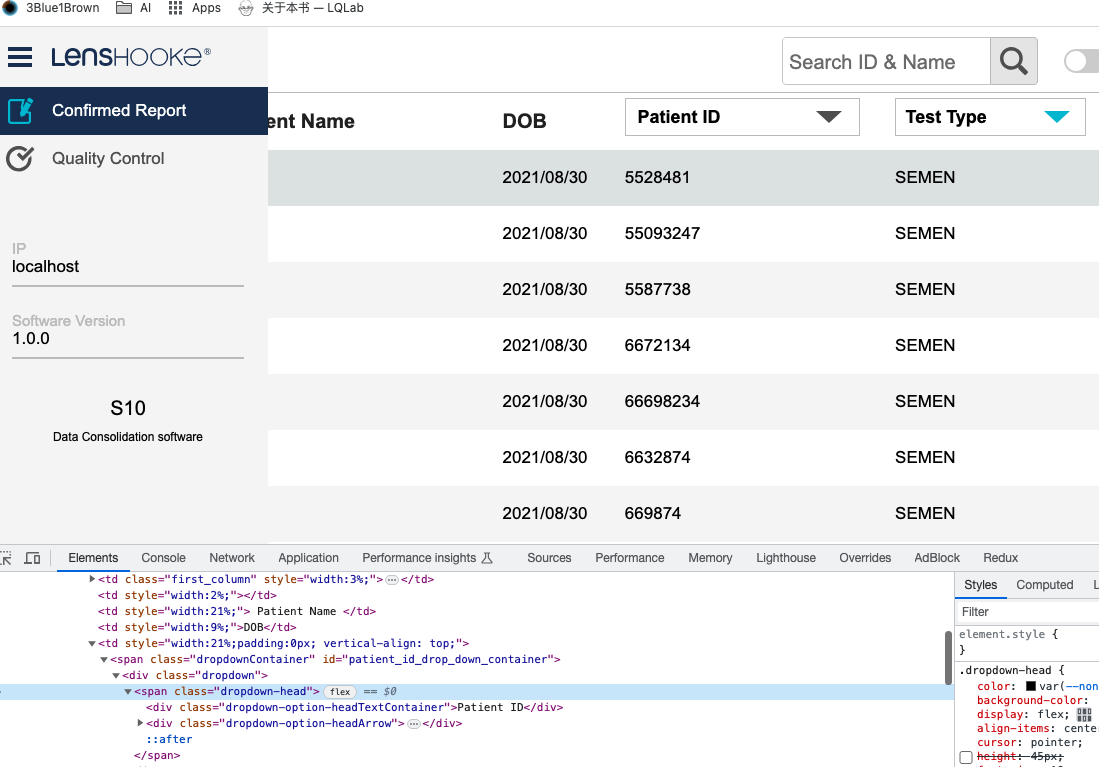 3Blue1Brown AI Apps 关于本书 — LQLab
LENSHOOKE®
Search ID & Name
Confirmed Report
ent Name DOB Patient ID Test Type
Quality Control
2021/08/30 5528481 SEMEN
2021/08/30 55093247 SEMEN
IP
localhost
2021/08/30 5587738 SEMEN
Software Version
1.0.0
2021/08/30 6672134 SEMEN
2021/08/30 66698234 SEMEN
S10
Data Consolidation software
2021/08/30 6632874 SEMEN
2021/08/30 669874 SEMEN
Elements Console Network Application Performance insights Sources Performance Memory Lighthouse Overrides AdBlock Redux
▶<td class="first_column" style="width:3%;">…</td>
<td style="width:2%;"></td>
<td style="width:21%;"> Patient Name </td>
<td style="width:9%;">DOB</td>
▼<td style="width:21%;padding:0px; vertical-align: top;">
▼<span class="dropdownContainer" id="patient_id_drop_down_container">
▼<div class="dropdown">
▼<span class="dropdown-head"> flex == $0
<div class="dropdown-option-headTextContainer">Patient ID</div>
▶<div class="dropdown-option-headArrow">…</div>
::after
</span>
Styles Computed L
Filter
element.style {
}
.dropdown-head {
color: var(--non
background-color:
display: flex;
align-items: cente
cursor: pointer;
height: 45px;